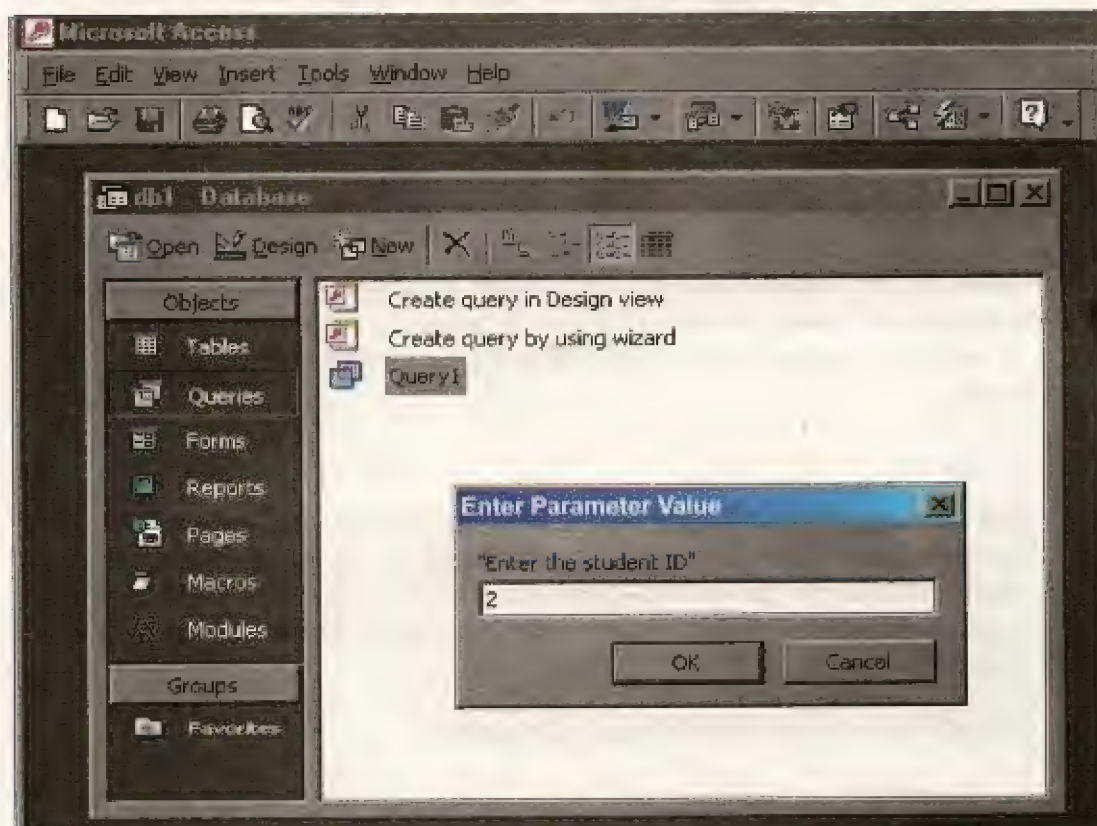 Microsoft Access
File Edit View Insert Tools Window Help
db1 : Database
Open Design New
Objects
Tables
Queries
Forms
Reports
Pages
Macros
Modules
Groups
Favorites
Create query in Design view
Create query by using wizard
Query1
Enter Parameter Value
"Enter the student ID"
2
OK Cancel